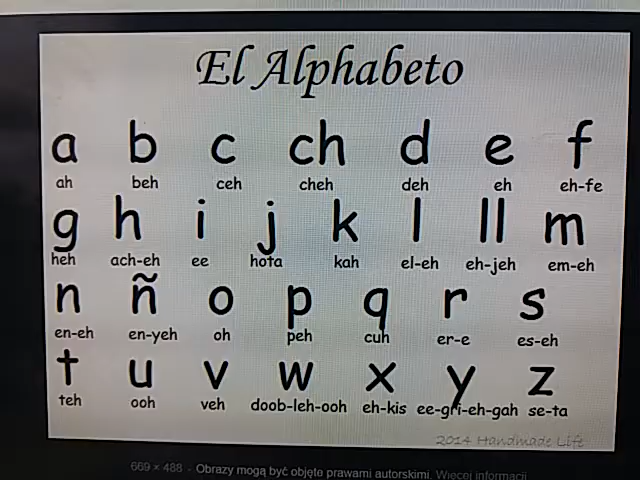 El Alphabeto
a b c ch d e f
ah beh ceh cheh deh eh eh-fe
g h i j k l ll m
heh ach-eh ee hota kah el-eh eh-jeh em-eh
n ñ o p q r s
en-eh en-yeh oh peh cuh er-e es-eh
t u v w x y z
teh ooh veh doob-leh-ooh eh-kis ee-gri-eh-gah se-ta
2014 Handmade Life
669 × 488 - Obrazy mogą być objęte prawami autorskimi. Więcej informacji